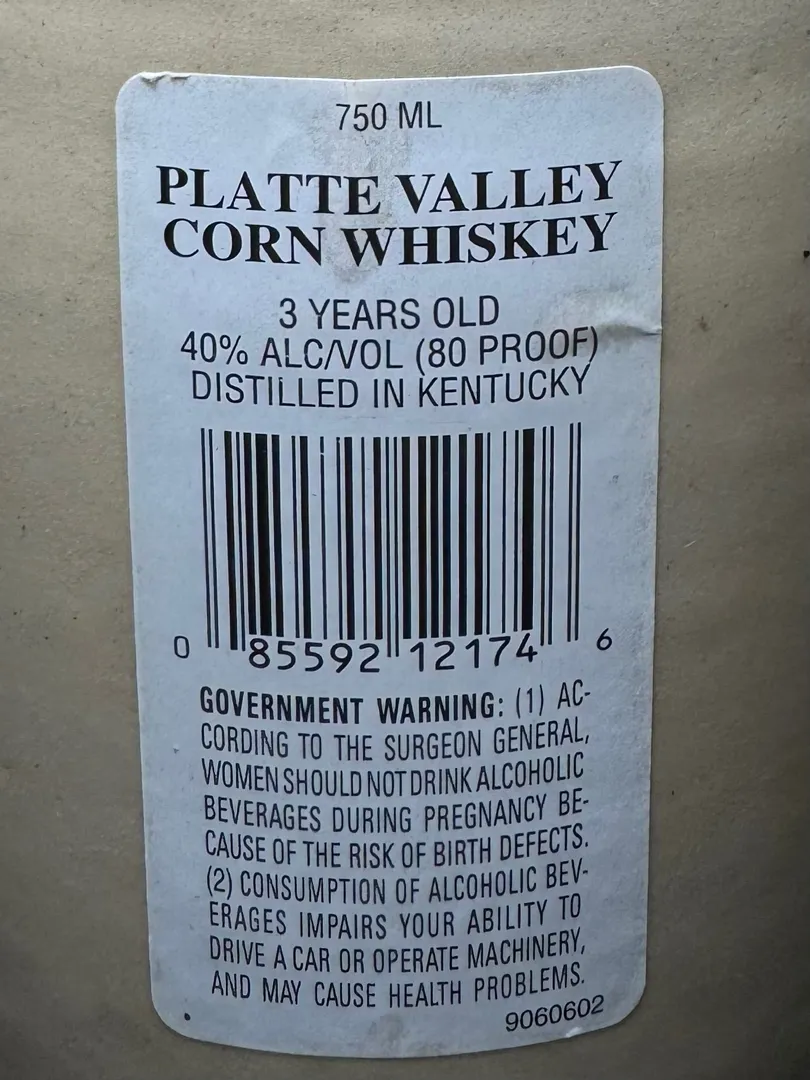 750 ML
PLATTE VALLEY
CORN WHISKEY
3 YEARS OLD
40% ALC/VOL (80 PROOF)
DISTILLED IN KENTUCKY
0 85592 12174 6
GOVERNMENT WARNING: (1) AC-
CORDING TO THE SURGEON GENERAL,
WOMEN SHOULD NOT DRINK ALCOHOLIC
BEVERAGES DURING PREGNANCY BE-
CAUSE OF THE RISK OF BIRTH DEFECTS.
(2) CONSUMPTION OF ALCOHOLIC BEV-
ERAGES IMPAIRS YOUR ABILITY TO
DRIVE A CAR OR OPERATE MACHINERY,
AND MAY CAUSE HEALTH PROBLEMS.
9060602